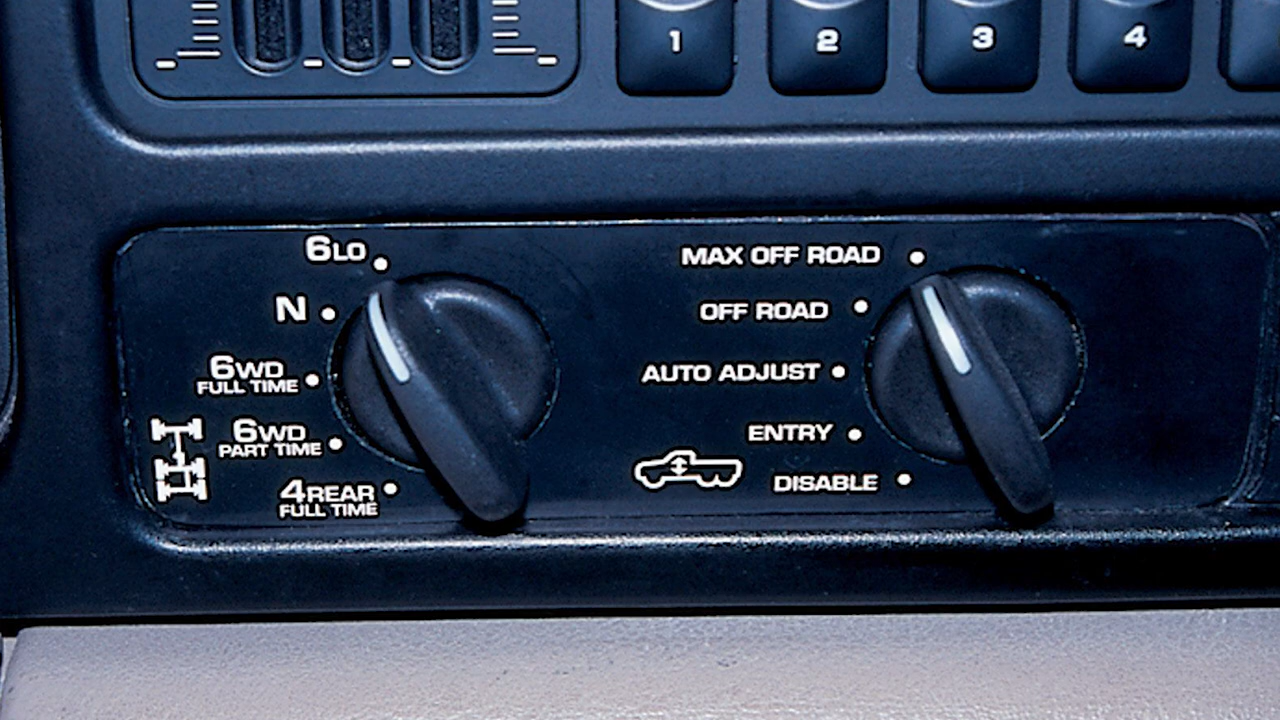 1 2 3 4
6LO
N
6WD
FULL TIME
6WD
PART TIME
4REAR
FULL TIME
MAX OFF ROAD
OFF ROAD
AUTO ADJUST
ENTRY
DISABLE